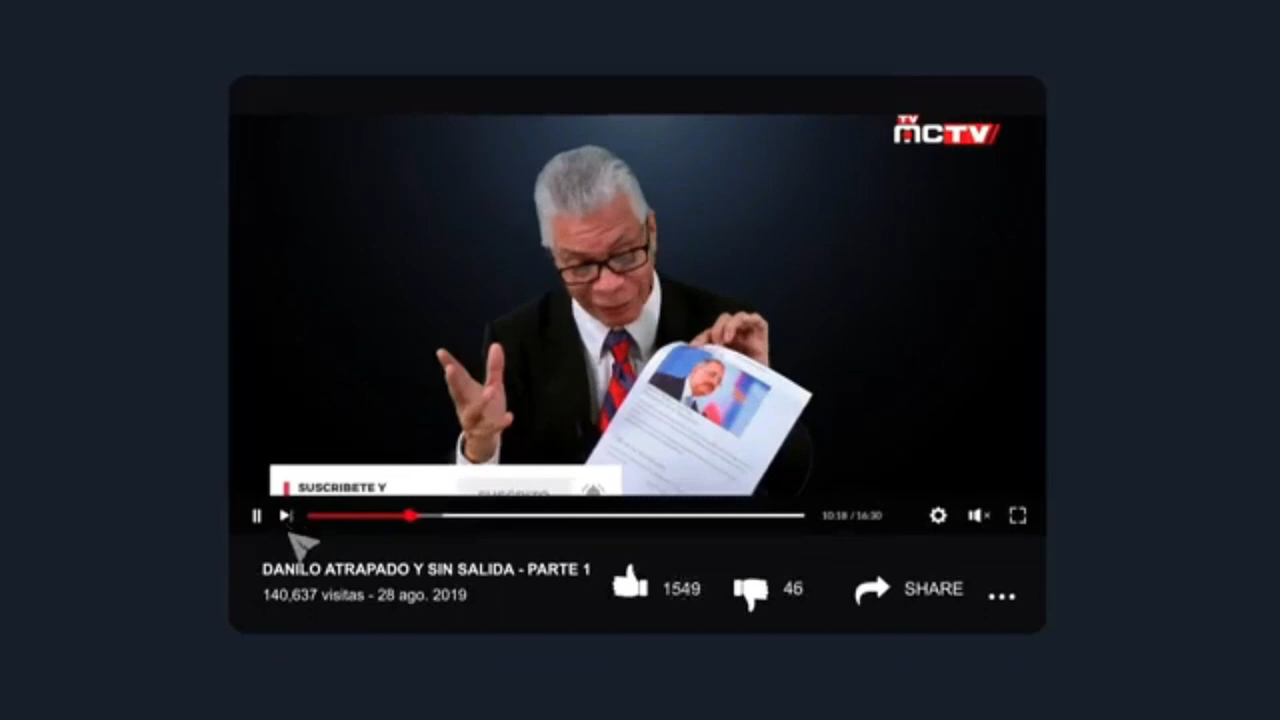 TV
MCTV
SUSCRIBETE Y
SUSCRITO
10:18 / 16:30
DANILO ATRAPADO Y SIN SALIDA - PARTE 1
140,637 visitas - 28 ago. 2019
1549
46
SHARE